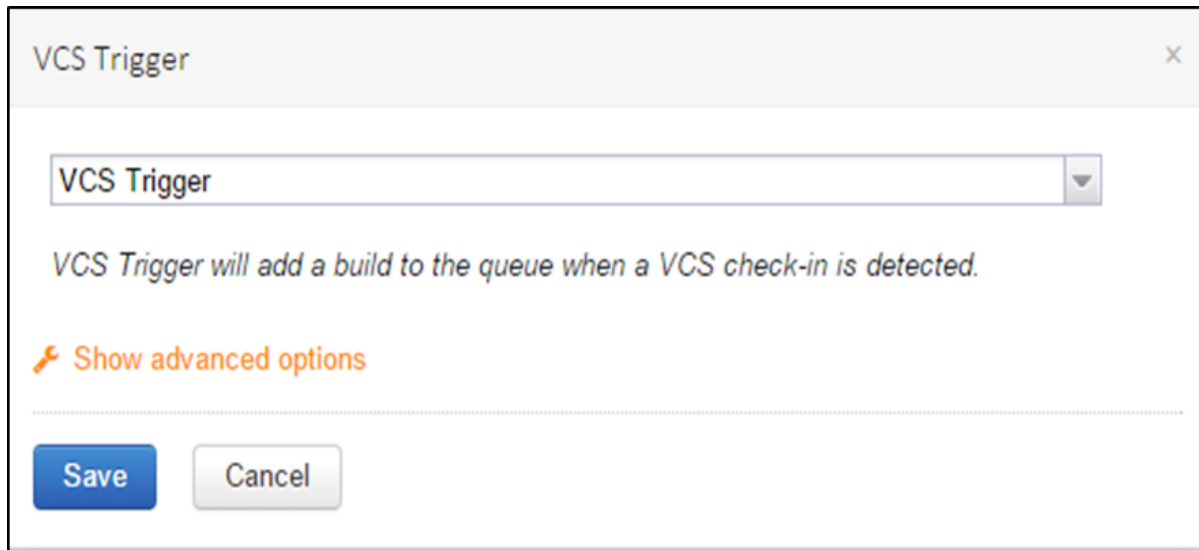 VCS Trigger
VCS Trigger
VCS Trigger will add a build to the queue when a VCS check-in is detected.
Show advanced options
Save Cancel